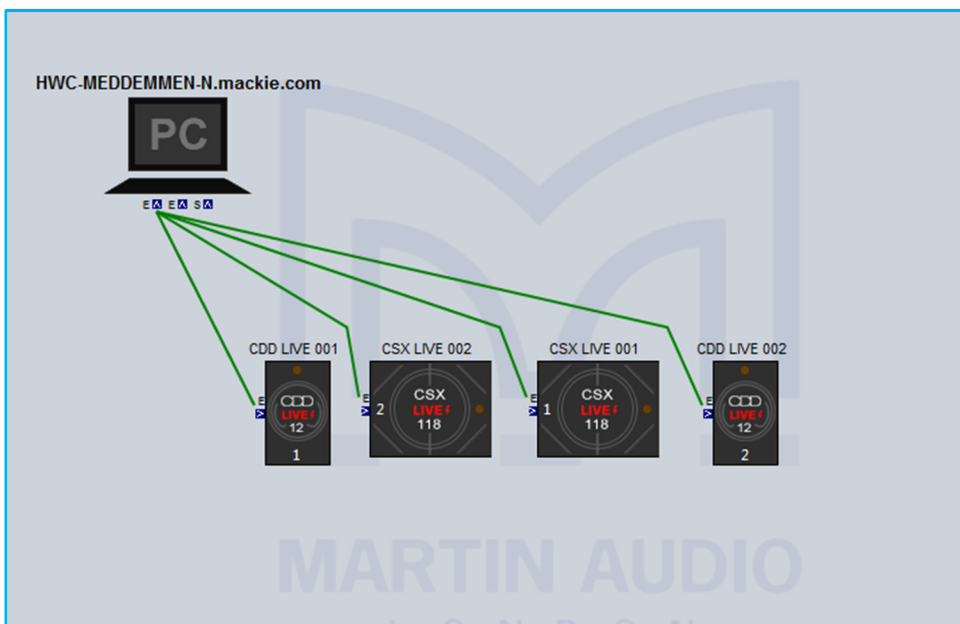 HWC-MEDDEMMEN-N.mackie.com
PC
E E S
CDD LIVE 001
CSX LIVE 002
CSX LIVE 001
CDD LIVE 002
E
CDD
LIVE
12
1
E
2
CSX
LIVE
118
E
1
CSX
LIVE
118
E
CDD
LIVE
12
2
MARTIN AUDIO
LONDON